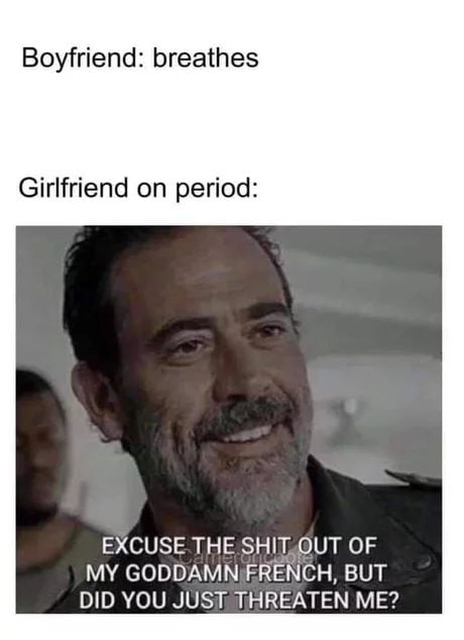 Boyfriend: breathes
Girlfriend on period:
EXCUSE THE SHIT OUT OF
MY GODDAMN FRENCH, BUT
DID YOU JUST THREATEN ME?